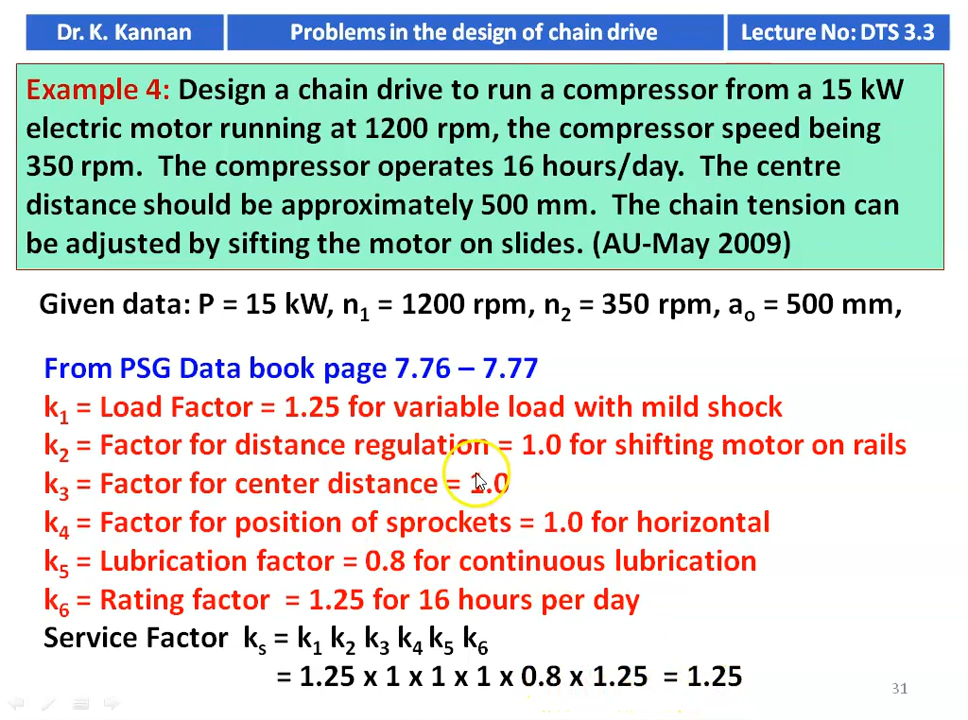 Dr. K. Kannan
Problems in the design of chain drive
Lecture No: DTS 3.3
Example 4: Design a chain drive to run a compressor from a 15 kW
electric motor running at 1200 rpm, the compressor speed being
350 rpm. The compressor operates 16 hours/day. The centre
distance should be approximately 500 mm. The chain tension can
be adjusted by sifting the motor on slides. (AU-May 2009)
Given data: P = 15 kW, n₁ = 1200 rpm, n₂ = 350 rpm, aₒ = 500 mm,
From PSG Data book page 7.76 – 7.77
k₁ = Load Factor = 1.25 for variable load with mild shock
k₂ = Factor for distance regulation = 1.0 for shifting motor on rails
k₃ = Factor for center distance = 1.0
k₄ = Factor for position of sprockets = 1.0 for horizontal
k₅ = Lubrication factor = 0.8 for continuous lubrication
k₆ = Rating factor = 1.25 for 16 hours per day
Service Factor kₛ = k₁ k₂ k₃ k₄ k₅ k₆
= 1.25 x 1 x 1 x 1 x 0.8 x 1.25 = 1.25
31